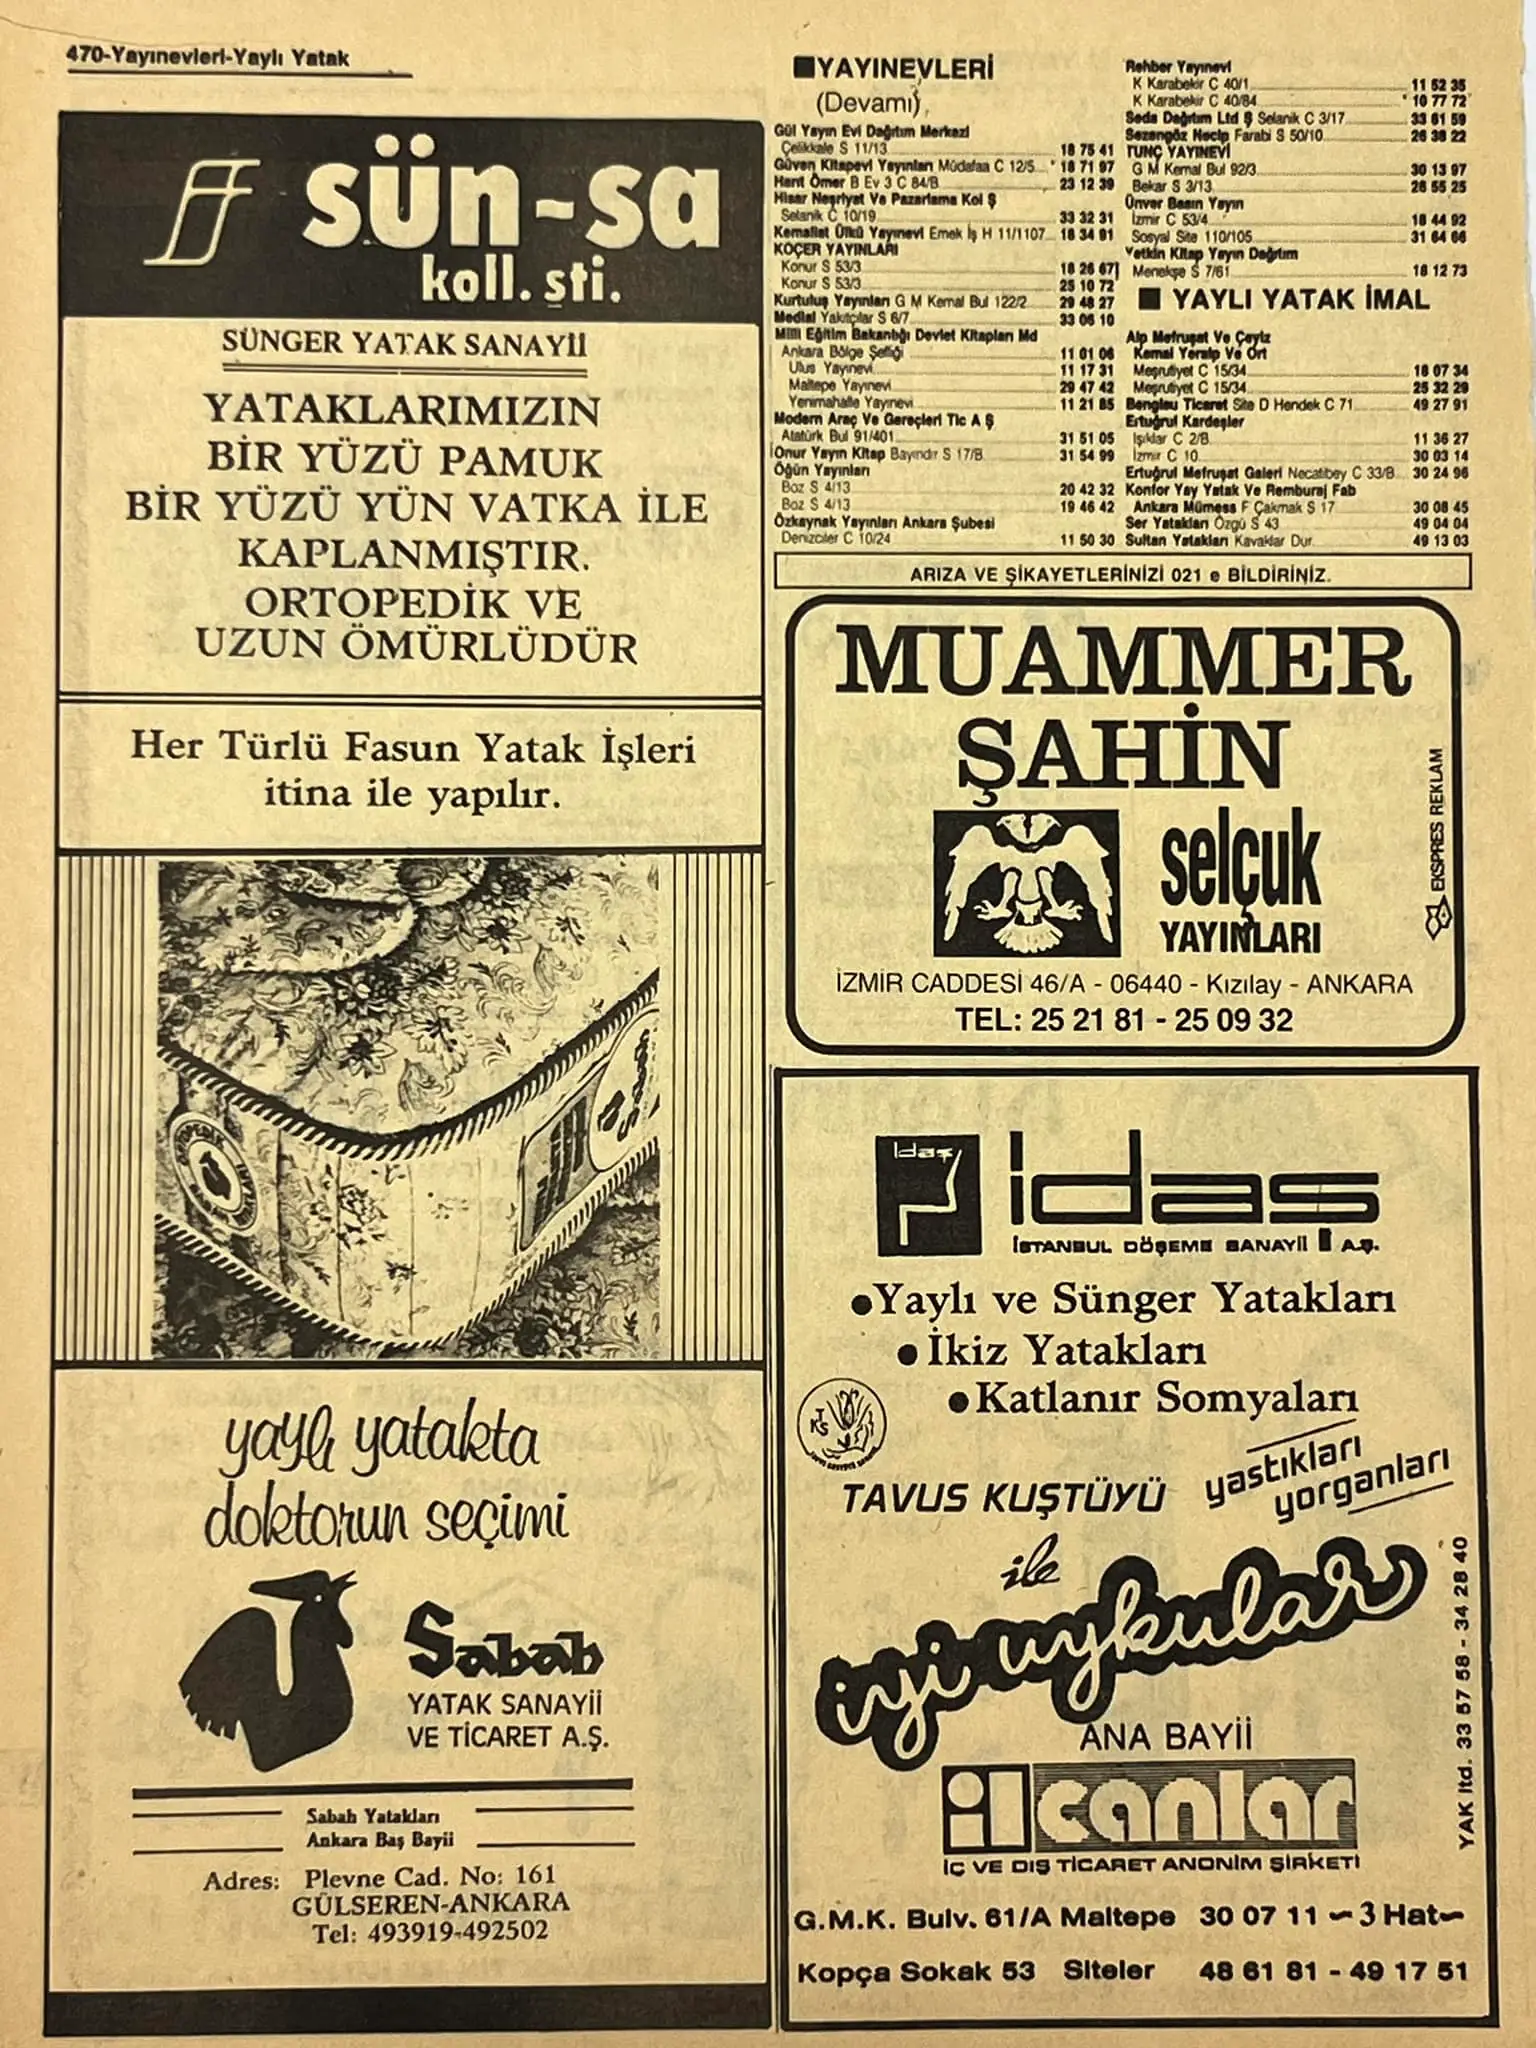 470-Yayınevleri-Yaylı Yatak
sün-sa
koll. şti.
SÜNGER YATAK SANAYİİ
YATAKLARIMIZIN
BİR YÜZÜ PAMUK
BİR YÜZÜ YÜN VATKA İLE
KAPLANMIŞTIR.
ORTOPEDİK VE
UZUN ÖMÜRLÜDÜR
Her Türlü Fasun Yatak İşleri
itina ile yapılır.
yaylı yatakta
doktorun seçimi
Sabah
YATAK SANAYİİ
VE TİCARET A.Ş.
Sabah Yatakları
Ankara Baş Bayii
Adres: Plevne Cad. No: 161
GÜLSEREN-ANKARA
Tel: 493919-492502
YAYINEVLERİ
(Devamı)
Gül Yayın Evi Dağıtım Merkezi
Çelikkale S 11/13 18 75 41
Güven Kitapevi Yayınları Müdafaa C 12/5 * 18 71 97
Hant Ömer B Ev 3 C 84/B 23 12 39
Hisar Neşriyat Ve Pazarlama Kol Ş
Selanik C 10/19 33 32 31
Kemalist Ülkü Yayınevi Emek İş H 11/1107 18 34 91
KOÇER YAYINLARI
Konur S 53/3 18 26 67
Konur S 53/3 25 10 72
Kurtuluş Yayınları G M Kemal Bul 122/2 29 48 27
Medial Yakıtçılar S 6/7 33 06 10
Milli Eğitim Bakanlığı Devlet Kitapları Md
Ankara Bölge Şefliği 11 01 06
Ulus Yayınevi 11 17 31
Maltepe Yayınevi 29 47 42
Yenimahalle Yayınevi 11 21 85
Modern Araç Ve Gereçleri Tic A Ş
Atatürk Bul 91/401 31 51 05
Onur Yayın Kitap Bayındır S 17/B 31 54 99
Öğün Yayınları
Boz S 4/13 20 42 32
Boz S 4/13 19 46 42
Özkaynak Yayınları Ankara Şubesi
Denizciler C 10/24 11 50 30
Rehber Yayınevi
K Karabekir C 40/1 11 52 35
K Karabekir C 40/84 * 10 77 72
Seda Dağıtım Ltd Ş Selanik C 3/17 33 61 59
Sezengöz Necip Farabi S 50/10 26 38 22
TUNÇ YAYINEVİ
G M Kemal Bul 92/3 30 13 97
Bekar S 3/13 26 55 25
Ünver Basın Yayın
İzmir C 53/4 18 44 92
Sosyal Site 110/105 31 64 66
Yetkin Kitap Yayın Dağıtım
Menekşe S 7/61 18 12 73
YAYLI YATAK İMAL
Alp Mefruşat Ve Çeyiz
Kemal Yeralp Ve Ort
Meşrutiyet C 15/34 18 07 34
Meşrutiyet C 15/34 25 32 29
Bengisu Ticaret Site D Hendek C 71 49 27 91
Ertuğrul Kardeşler
Işıklar C 2/B 11 36 27
İzmir C 10 30 03 14
Ertuğrul Mefruşat Galeri Necatibey C 33/B 30 24 96
Konfor Yay Yatak Ve Remburaj Fab
Ankara Mümess F Çakmak S 17 30 08 45
Ser Yatakları Özgü S 43 49 04 04
Sultan Yatakları Kavaklar Dur 49 13 03
ARIZA VE ŞİKAYETLERİNİZİ 021 e BİLDİRİNİZ.
MUAMMER
ŞAHİN
selçuk
YAYINLARI
EKSPRES REKLAM
İZMİR CADDESİ 46/A - 06440 - Kızılay - ANKARA
TEL: 25 21 81 - 25 09 32
idaş
idaş
İSTANBUL DÖŞEME SANAYİİ A.Ş.
●Yaylı ve Sünger Yatakları
●İkiz Yatakları
●Katlanır Somyaları
TKS
TAVUS KUŞTÜYÜ
yastıkları
yorganları
ile
iyi uykular
ANA BAYİİ
ilcanlar
İÇ VE DIŞ TİCARET ANONİM ŞİRKETİ
YAK ltd. 33 57 58 - 34 28 40
G.M.K. Bulv. 61/A Maltepe 30 07 11 ~ 3 Hat~
Kopça Sokak 53 Siteler 48 61 81 - 49 17 51